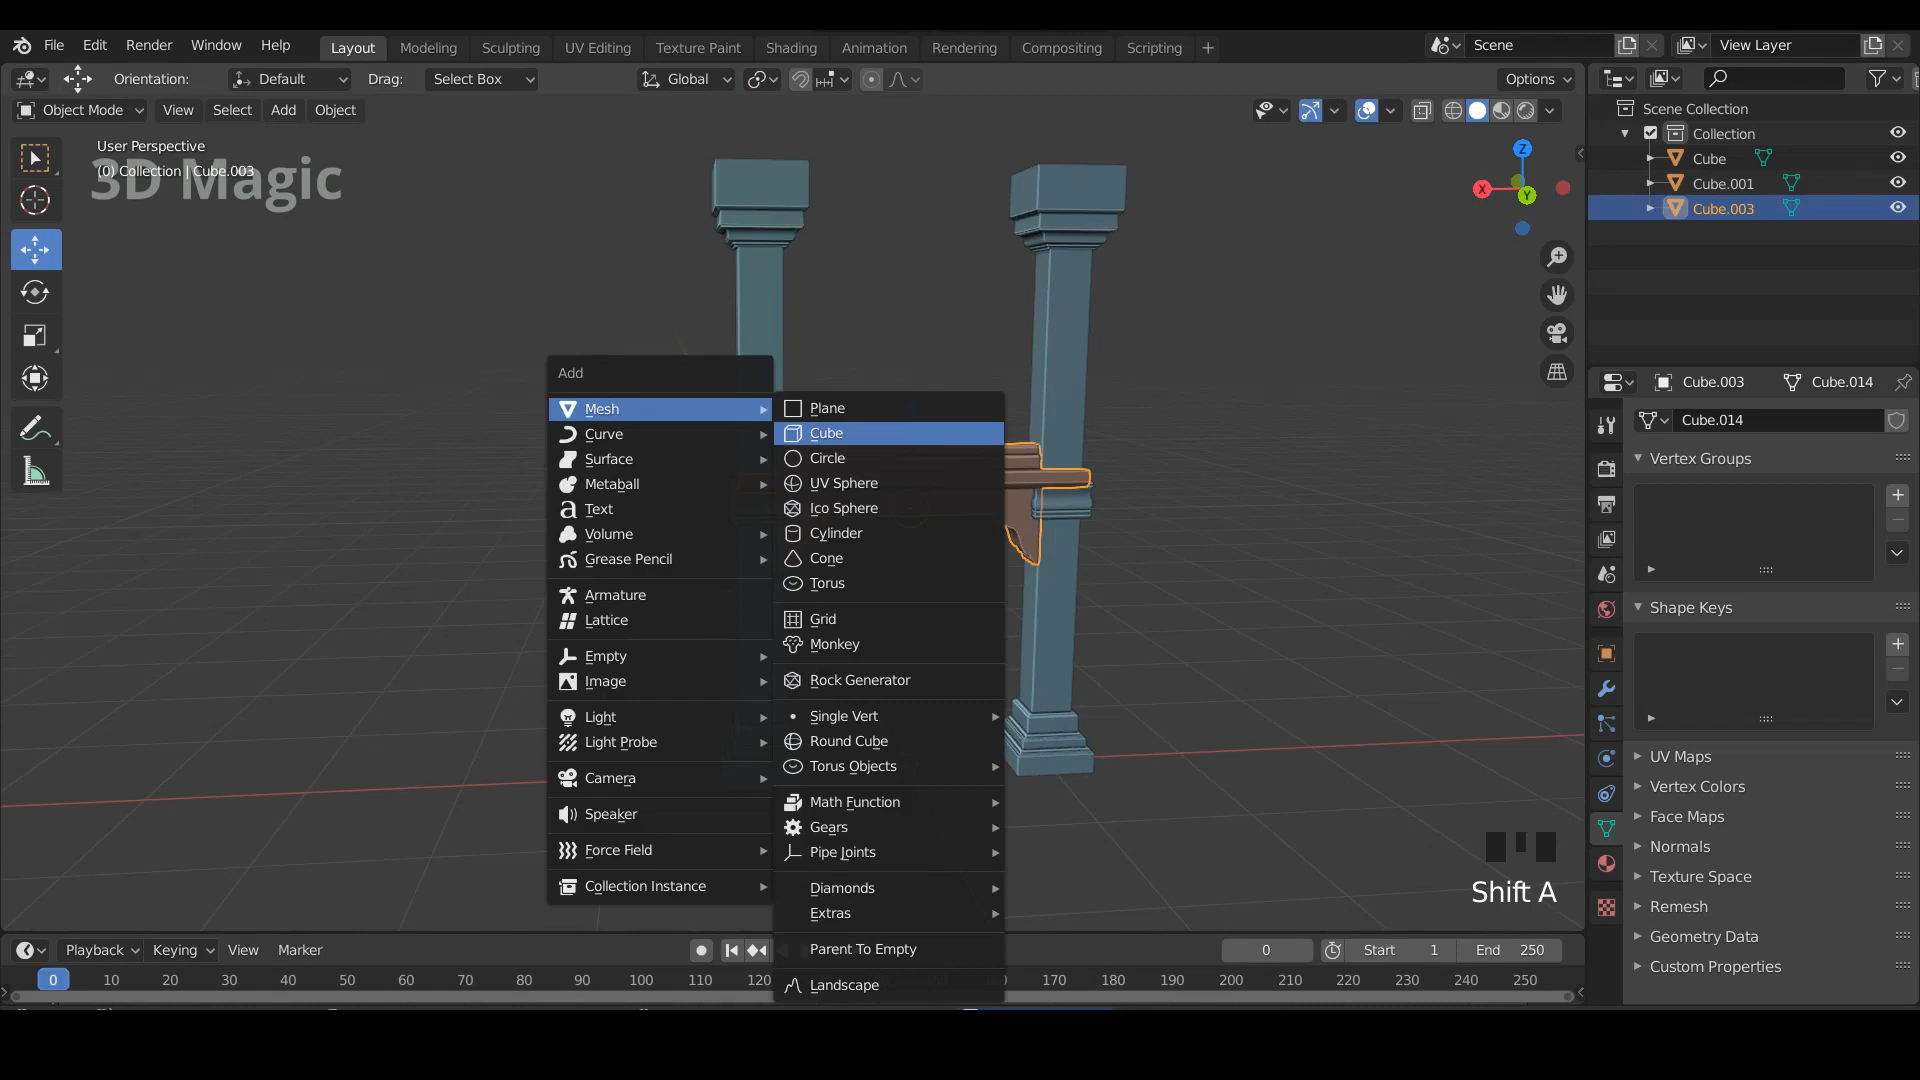 File Edit Render Window Help Layout Modeling Sculpting UV Editing Texture Paint Shading Animation Rendering Compositing Scripting + Scene View Layer
Orientation: Default Drag: Select Box Global Options
Object Mode View Select Add Object
User Perspective
(0) Collection | Cube.003
3D Magic
Z
X
Y
Scene Collection
Collection
Cube
Cube.001
Cube.003
Add
Mesh
Curve
Surface
Metaball
Text
Volume
Grease Pencil
Armature
Lattice
Empty
Image
Light
Light Probe
Camera
Speaker
Force Field
Collection Instance
Plane
Cube
Circle
UV Sphere
Ico Sphere
Cylinder
Cone
Torus
Grid
Monkey
Rock Generator
Single Vert
Round Cube
Torus Objects
Math Function
Gears
Pipe Joints
Diamonds
Extras
Parent To Empty
Landscape
Cube.003 Cube.014
Cube.014
Vertex Groups
Shape Keys
UV Maps
Vertex Colors
Face Maps
Normals
Texture Space
Remesh
Geometry Data
Custom Properties
Shift A
Playback Keying View Marker 0 Start 1 End 250
0 10 20 30 40 50 60 70 80 90 100 110 120 170 180 190 200 210 220 230 240 250